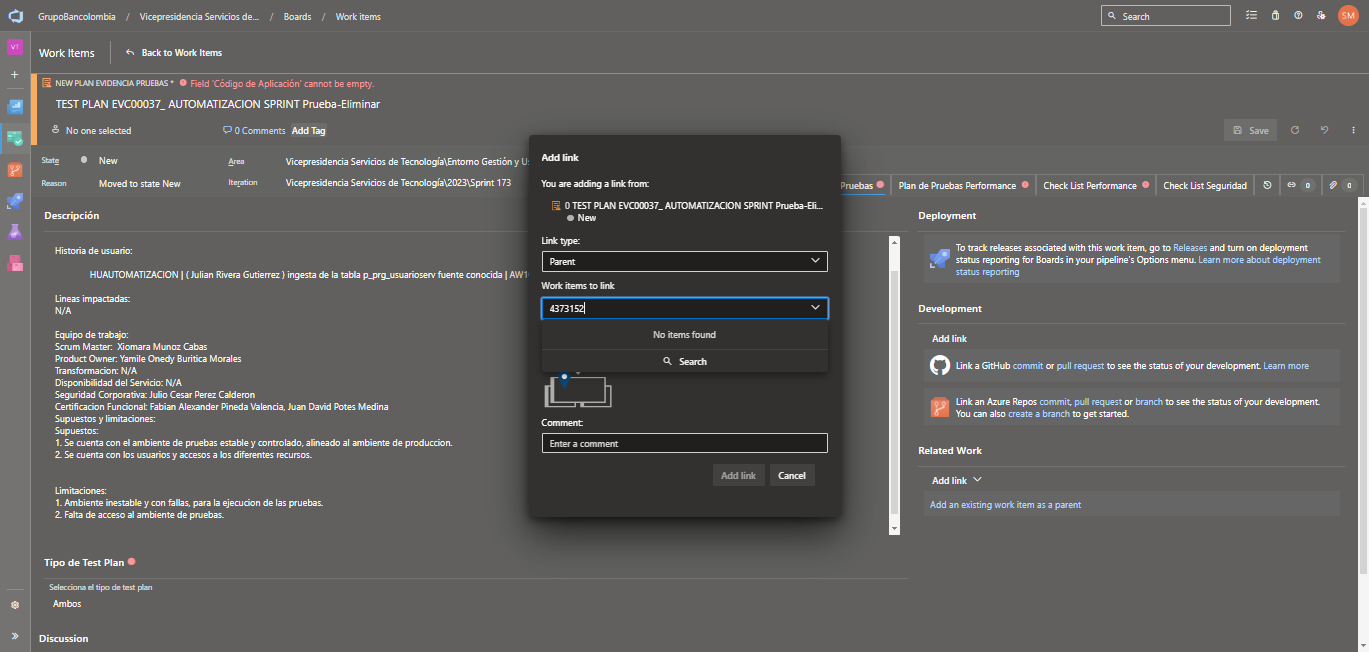 GrupoBancolombia / Vicepresidencia Servicios de... / Boards / Work items
Search
SM
VT
Work Items
Back to Work Items
NEW PLAN EVIDENCIA PRUEBAS * Field 'Código de Aplicación' cannot be empty.
TEST PLAN EVC00037_ AUTOMATIZACION SPRINT Prueba-Eliminar
No one selected
0 Comments
Add Tag
Save
State
New
Area
Vicepresidencia Servicios de Tecnología\Entorno Gestión y Us
Reason
Moved to state New
Iteration
Vicepresidencia Servicios de Tecnología\2023\Sprint 173
Pruebas
Plan de Pruebas Performance
Check List Performance
Check List Seguridad
0
0
Descripción
Historia de usuario:
HUAUTOMATIZACION | ( Julian Rivera Gutierrez ) ingesta de la tabla p_prg_usuarioserv fuente conocida | AW1
Lineas impactadas:
N/A
Equipo de trabajo:
Scrum Master: Xiomara Munoz Cabas
Product Owner: Yamile Onedy Buritica Morales
Transformacion: N/A
Disponibilidad del Servicio: N/A
Seguridad Corporativa: Julio Cesar Perez Calderon
Certificacion Funcional: Fabian Alexander Pineda Valencia, Juan David Potes Medina
Supuestos y limitaciones:
Supuestos:
1. Se cuenta con el ambiente de pruebas estable y controlado, alineado al ambiente de produccion.
2. Se cuenta con los usuarios y accesos a los diferentes recursos.
Limitaciones:
1. Ambiente inestable y con fallas, para la ejecucion de las pruebas.
2. Falta de acceso al ambiente de pruebas.
Tipo de Test Plan
Selecciona el tipo de test plan
Ambos
Discussion
Add link
You are adding a link from:
0 TEST PLAN EVC00037_ AUTOMATIZACION SPRINT Prueba-Eli...
New
Link type:
Parent
Work items to link
4373152
No items found
Search
Comment:
Enter a comment
Add link
Cancel
Deployment
To track releases associated with this work item, go to Releases and turn on deployment
status reporting for Boards in your pipeline's Options menu. Learn more about deployment
status reporting
Development
Add link
Link a GitHub commit or pull request to see the status of your development. Learn more
Link an Azure Repos commit, pull request or branch to see the status of your development.
You can also create a branch to get started.
Related Work
Add link
Add an existing work item as a parent